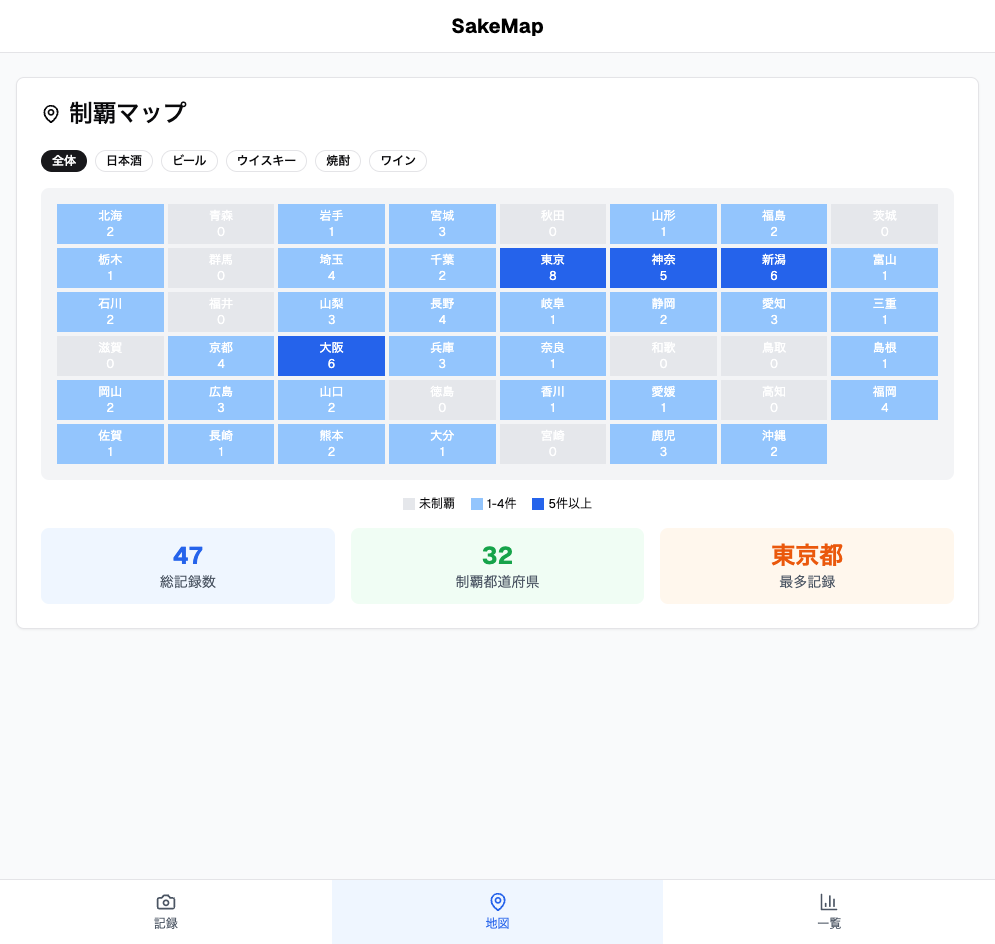 SakeMap
制覇マップ
全体 日本酒 ビール ウイスキー 焼酎 ワイン
北海 青森 岩手 宮城 秋田 山形 福島 茨城
2 0 1 3 0 1 2 0
栃木 群馬 埼玉 千葉 東京 神奈 新潟 富山
1 0 4 2 8 5 6 1
石川 福井 山梨 長野 岐阜 静岡 愛知 三重
2 0 3 4 1 2 3 1
滋賀 京都 大阪 兵庫 奈良 和歌 鳥取 島根
0 4 6 3 1 0 0 1
岡山 広島 山口 徳島 香川 愛媛 高知 福岡
2 3 2 0 1 1 0 4
佐賀 長崎 熊本 大分 宮崎 鹿児 沖縄
1 1 2 1 0 3 2
未制覇 1-4件 5件以上
47 32 東京都
総記録数 制覇都道府県 最多記録
記録 地図 一覧